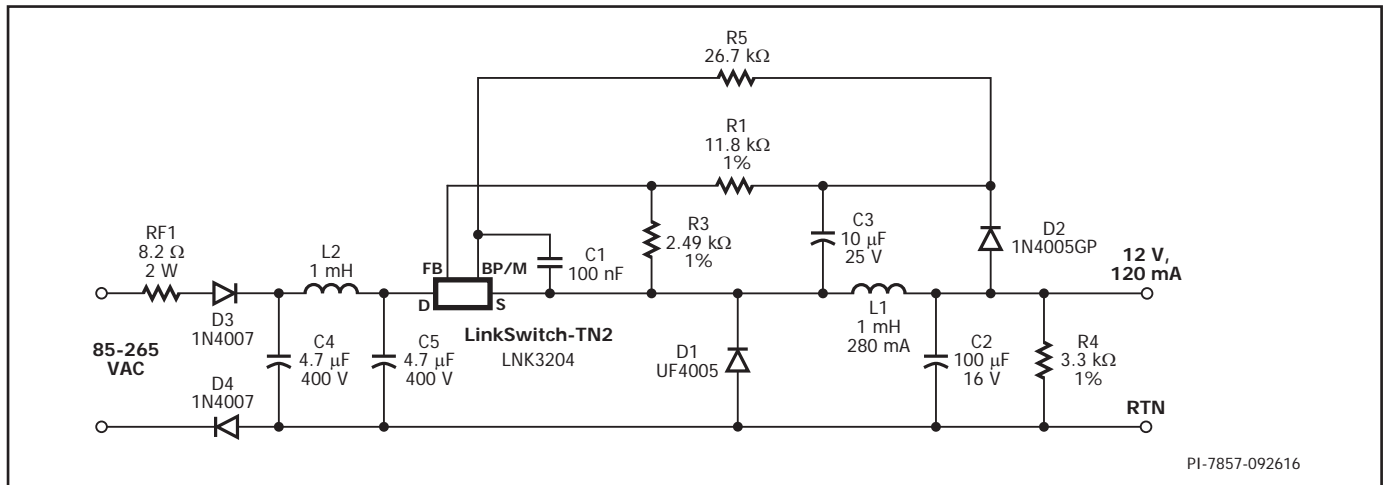 R5
26.7 kΩ
R1
11.8 kΩ
1%
RF1
8.2 Ω
2 W
L2
1 mH
FB
BP/M
D
S
C1
100 nF
R3
2.49 kΩ
1%
C3
10 µF
25 V
D2
1N4005GP
12 V,
120 mA
D3
1N4007
85-265
VAC
D4
1N4007
C4
4.7 µF
400 V
C5
4.7 µF
400 V
LinkSwitch-TN2
LNK3204
D1
UF4005
L1
1 mH
280 mA
C2
100 µF
16 V
R4
3.3 kΩ
1%
RTN
PI-7857-092616